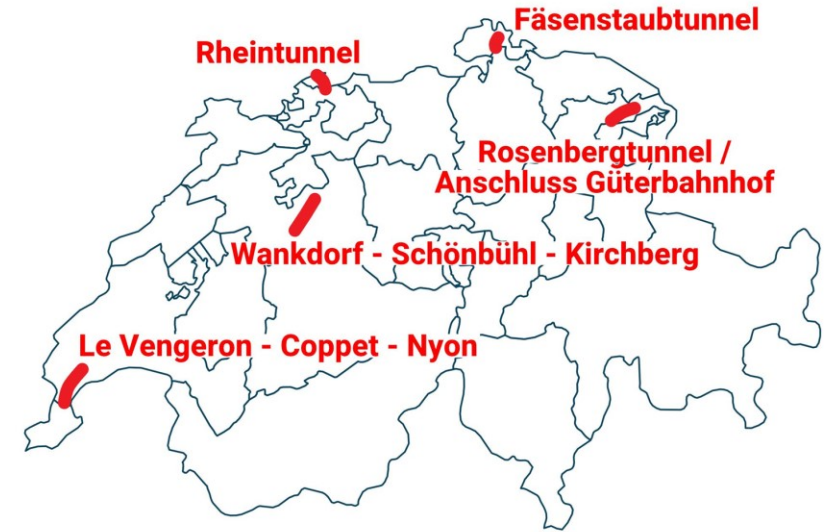 Fäsenstaubtunnel
Rheintunnel
Rosenbergtunnel /
Anschluss Güterbahnhof
Wankdorf - Schönbühl - Kirchberg
Le Vengeron - Coppet - Nyon